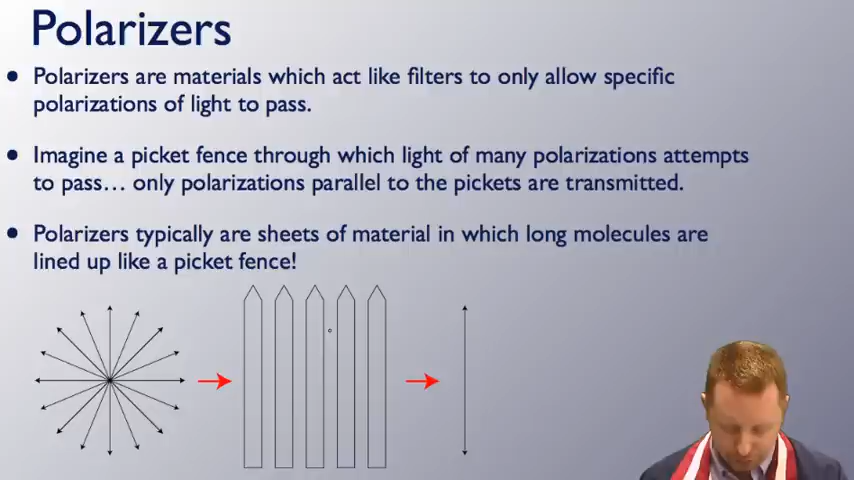 Polarizers
• Polarizers are materials which act like filters to only allow specific
polarizations of light to pass.
• Imagine a picket fence through which light of many polarizations attempts
to pass… only polarizations parallel to the pickets are transmitted.
• Polarizers typically are sheets of material in which long molecules are
lined up like a picket fence!